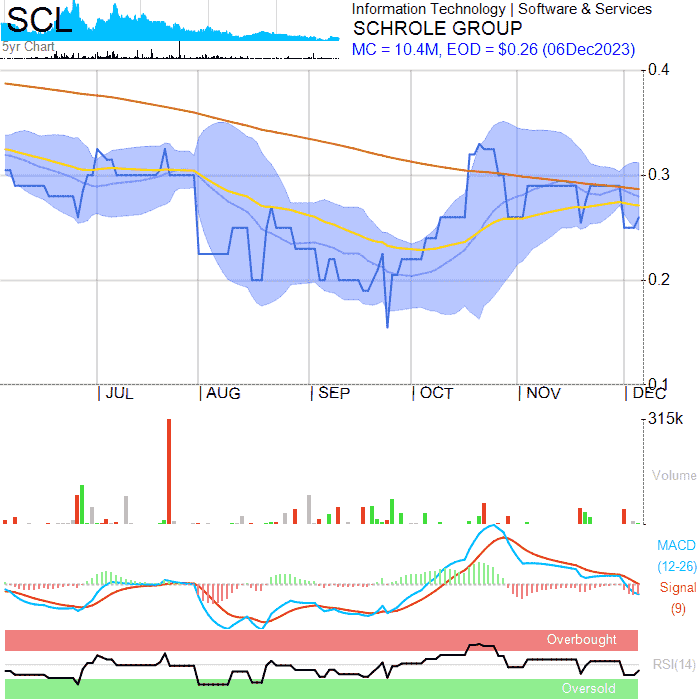 SCL
5yr Chart
Information Technology | Software & Services
SCHROLE GROUP
MC = 10.4M, EOD = $0.26 (06Dec2023)
0.4
0.3
0.2
0.1
|JUL |AUG |SEP |OCT |NOV |DEC
315k
Volume
MACD
(12-26)
Signal
(9)
Overbought
RSI(14)
Oversold